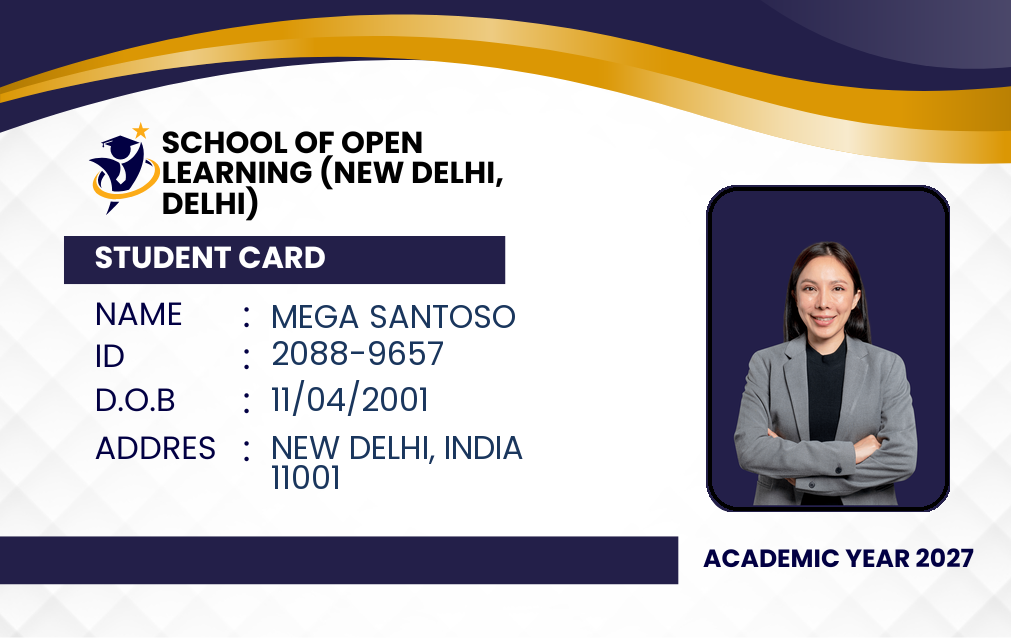 SCHOOL OF OPEN
LEARNING (NEW DELHI,
DELHI)
STUDENT CARD
NAME : MEGA SANTOSO
ID : 2088-9657
D.O.B : 11/04/2001
ADDRES : NEW DELHI, INDIA
11001
ACADEMIC YEAR 2027